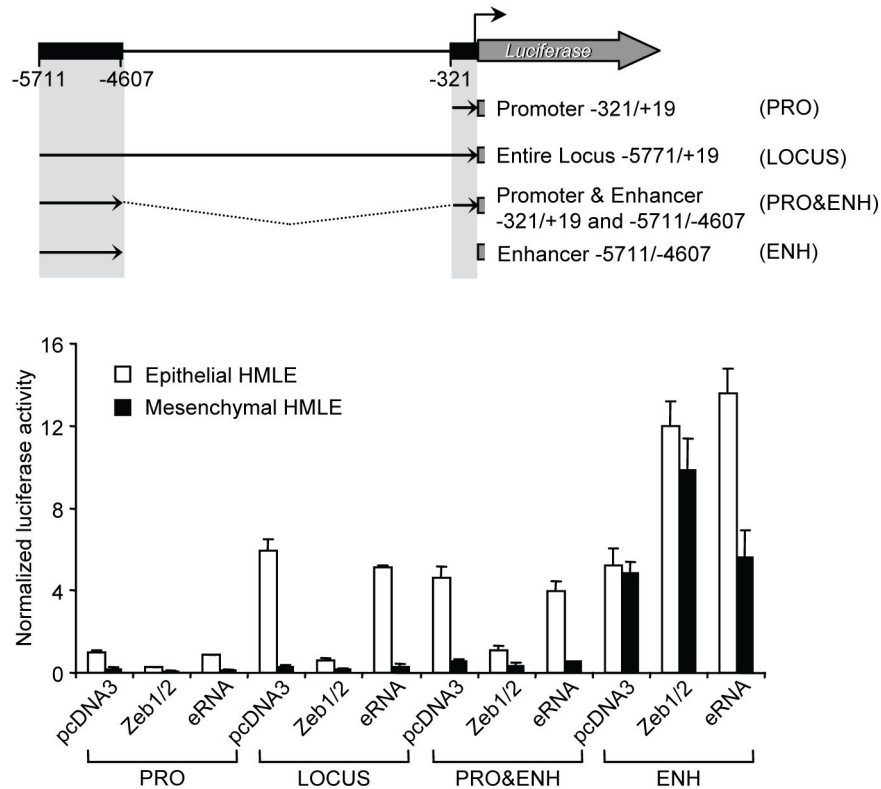 Luciferase
-5711 -4607 -321
Promoter -321/+19 (PRO)
Entire Locus -5771/+19 (LOCUS)
Promoter & Enhancer
-321/+19 and -5711/-4607 (PRO&ENH)
Enhancer -5711/-4607 (ENH)
Normalized luciferase activity
16
12
8
4
0
Epithelial HMLE
Mesenchymal HMLE
pcDNA3 Zeb1/2 eRNA pcDNA3 Zeb1/2 eRNA pcDNA3 Zeb1/2 eRNA pcDNA3 Zeb1/2 eRNA
PRO LOCUS PRO&ENH ENH